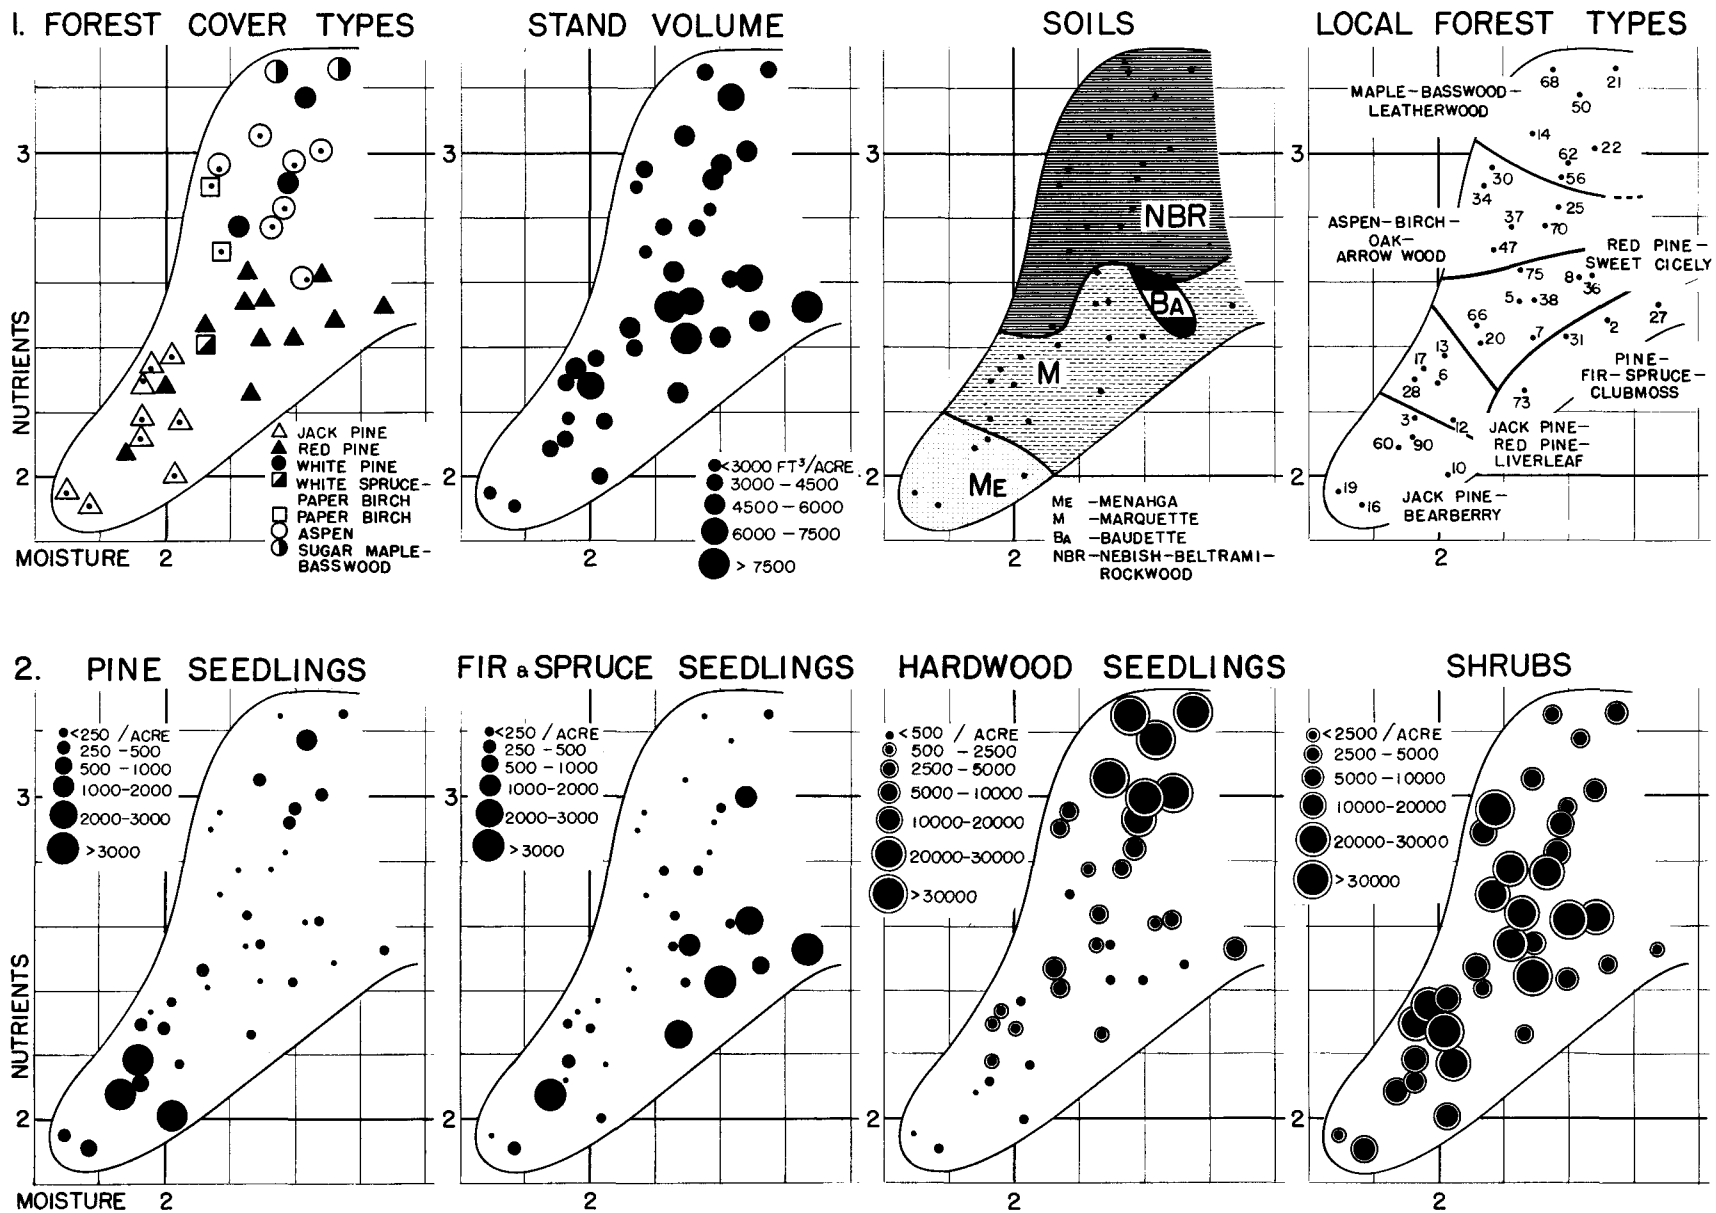 1. FOREST COVER TYPES
3
2
NUTRIENTS
MOISTURE 2
JACK PINE
RED PINE
WHITE PINE
WHITE SPRUCE-
PAPER BIRCH
PAPER BIRCH
ASPEN
SUGAR MAPLE-
BASSWOOD
STAND VOLUME
3
2
2
<3000 FT³/ACRE
3000 - 4500
4500 - 6000
6000 - 7500
> 7500
SOILS
3
2
2
NBR
BA
M
ME
ME -MENAHGA
M -MARQUETTE
BA -BAUDETTE
NBR-NEBISH-BELTRAMI-
ROCKWOOD
LOCAL FOREST TYPES
3
2
2
MAPLE-BASSWOOD-
LEATHERWOOD
68
21
50
14
22
62
56
30
34
25
37
70
47
ASPEN-BIRCH-
OAK-
ARROW WOOD
RED PINE-
SWEET CICELY
75
8
36
5
38
27
66
20
7
31
2
13
17
6
28
PINE-
FIR-SPRUCE-
CLUBMOSS
73
3
12
60
90
10
JACK PINE-
RED PINE-
LIVERLEAF
19
16
JACK PINE-
BEARBERRY
2. PINE SEEDLINGS
<250 /ACRE
250 -500
500 -1000
1000-2000
2000-3000
>3000
3
2
NUTRIENTS
MOISTURE 2
FIR & SPRUCE SEEDLINGS
<250 /ACRE
250 -500
500 -1000
1000-2000
2000-3000
>3000
3
2
2
HARDWOOD SEEDLINGS
<500 / ACRE
500 -2500
2500-5000
5000-10000
10000-20000
20000-30000
>30000
3
2
2
SHRUBS
<2500 /ACRE
2500-5000
5000-10000
10000-20000
20000-30000
>30000
3
2
2